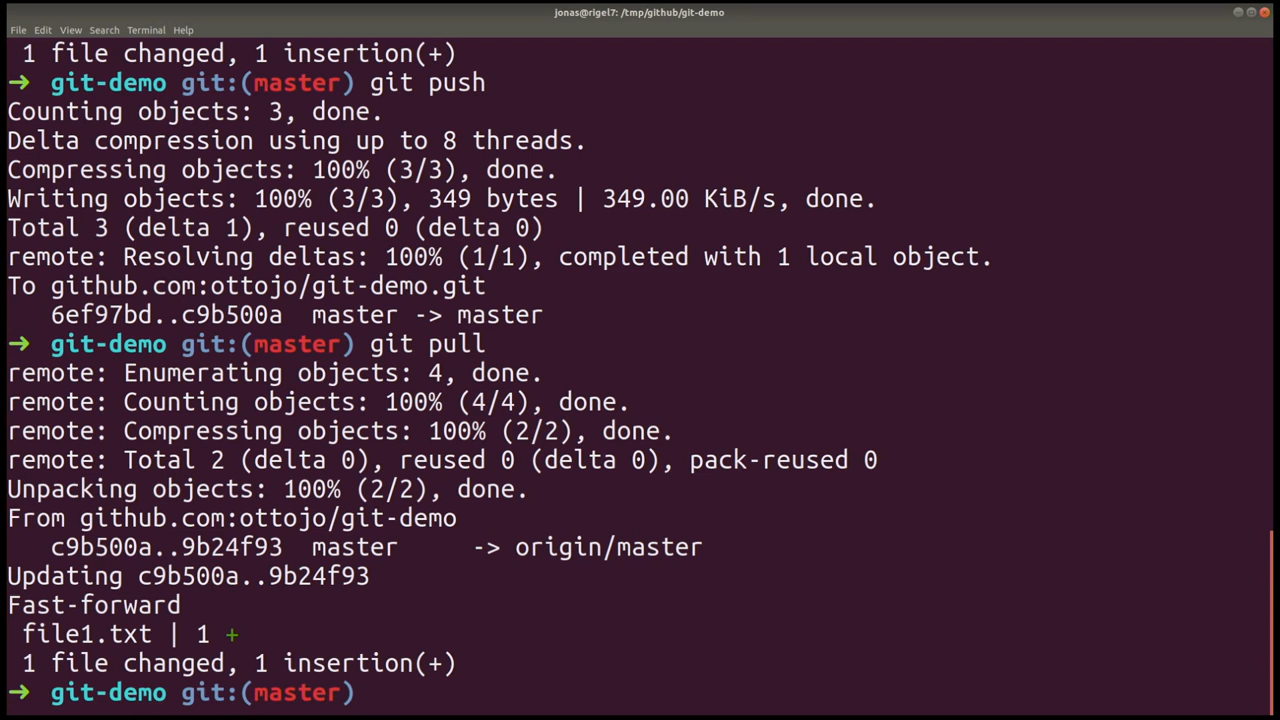 jonas@rigel7: /tmp/github/git-demo
File Edit View Search Terminal Help
1 file changed, 1 insertion(+)
➜ git-demo git:(master) git push
Counting objects: 3, done.
Delta compression using up to 8 threads.
Compressing objects: 100% (3/3), done.
Writing objects: 100% (3/3), 349 bytes | 349.00 KiB/s, done.
Total 3 (delta 1), reused 0 (delta 0)
remote: Resolving deltas: 100% (1/1), completed with 1 local object.
To github.com:ottojo/git-demo.git
6ef97bd..c9b500a master -> master
➜ git-demo git:(master) git pull
remote: Enumerating objects: 4, done.
remote: Counting objects: 100% (4/4), done.
remote: Compressing objects: 100% (2/2), done.
remote: Total 2 (delta 0), reused 0 (delta 0), pack-reused 0
Unpacking objects: 100% (2/2), done.
From github.com:ottojo/git-demo
c9b500a..9b24f93 master -> origin/master
Updating c9b500a..9b24f93
Fast-forward
file1.txt | 1 +
1 file changed, 1 insertion(+)
➜ git-demo git:(master)